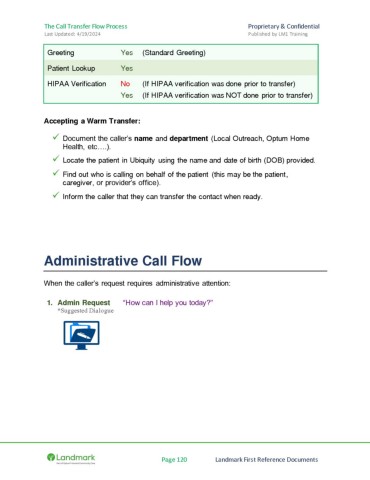 The Call Transfer Flow Process Proprietary & Confidential
Last Updated: 4/19/2024 Published by LMS Training
Greeting Yes (Standard Greeting)
Patient Lookup Yes
HIPAA Verification No (If HIPAA verification was done prior to transfer)
Yes (If HIPAA verification was NOT done prior to transfer)
Accepting a Warm Transfer:
✓ Document the caller's name and department (Local Outreach, Optum Home
Health, etc….).
✓ Locate the patient in Ubiquity using the name and date of birth (DOB) provided.
✓ Find out who is calling on behalf of the patient (this may be the patient,
caregiver, or provider's office).
✓ Inform the caller that they can transfer the contact when ready.
Administrative Call Flow
When the caller's request requires administrative attention:
1. Admin Request "How can I help you today?"
*Suggested Dialogue
Landmark
Page 120 Landmark First Reference Documents